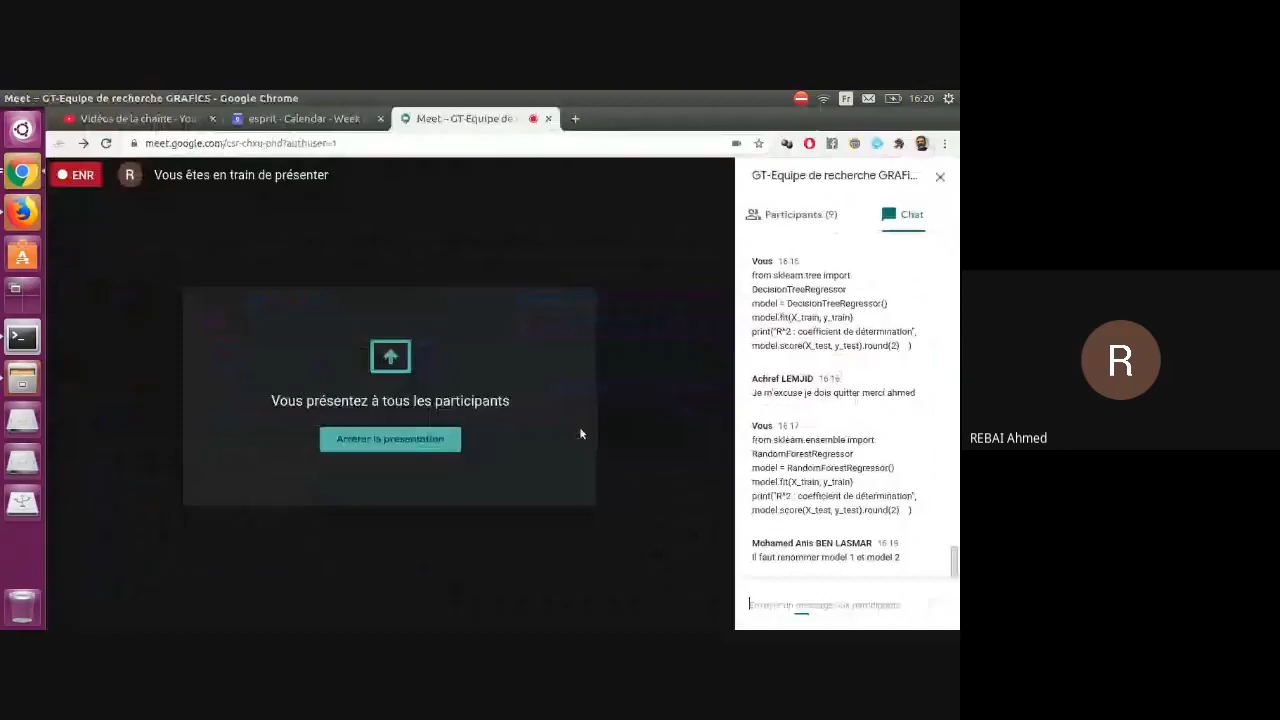 Meet – GT-Equipe de recherche GRAFiCS - Google Chrome
Fr
16:20
Vidéos de la chaîne - You
esprit - Calendar - Week
Meet – GT-Equipe de
meet.google.com/csr-chxu-phd?authuser=1
ENR
R
Vous êtes en train de présenter
Vous présentez à tous les participants
Arrêter la présentation
GT-Equipe de recherche GRAFi...
Participants (9)
Chat
Vous 16:15
from sklearn.tree import
DecisionTreeRegressor
model = DecisionTreeRegressor()
model.fit(X_train, y_train)
print("R^2 : coefficient de détermination",
model.score(X_test, y_test).round(2) )
Achref LEMJID 16:16
Je m'excuse je dois quitter merci ahmed
Vous 16:17
from sklearn.ensemble import
RandomForestRegressor
model = RandomForestRegressor()
model.fit(X_train, y_train)
print("R^2 : coefficient de détermination",
model.score(X_test, y_test).round(2) )
Mohamed Anis BEN LASMAR 16:19
Il faut renommer model 1 et model 2
Envoyer un message aux participants
R
REBAI Ahmed